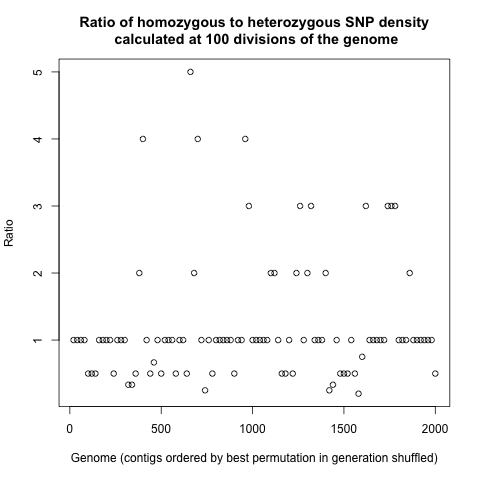 Ratio of homozygous to heterozygous SNP density
calculated at 100 divisions of the genome
5
4
3
2
1
Ratio
0 500 1000 1500 2000
Genome (contigs ordered by best permutation in generation shuffled)